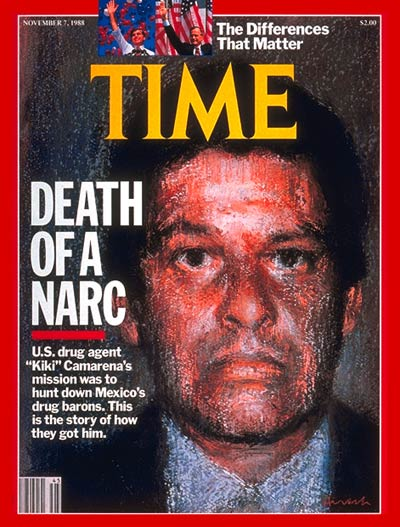 NOVEMBER 7, 1988
The Differences
That Matter
$2.00
TIME
DEATH
OF A
NARC
U.S. drug agent
"Kiki" Camarena's
mission was to
hunt down Mexico's
drug barons. This
is the story of how
they got him.
45